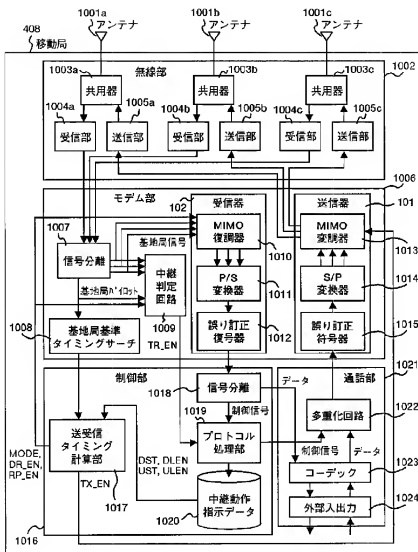 1001a
アンテナ
1001b
アンテナ
1001c
アンテナ
408
移動局
無線部
1002
1003a
共用器
1003b
共用器
1003c
共用器
1004a
1005a
1004b
1005b
1004c
1005c
受信部
送信部
受信部
送信部
受信部
送信部
1006
モデム部
受信器
送信器
102
101
1007
信号分離
基地局信号
MIMO
復調器
1010
MIMO
変調器
1013
基地局パイロット
中継
判定
回路
1009
P/S
変換器
1011
S/P
変換器
1014
1008
基地局基準
タイミングサーチ
TR_EN
誤り訂正
復号器
1012
誤り訂正
符号器
1015
制御部
信号分離
1018
データ
通話部
1021
制御信号
1019
多重化回路
1022
送受信
タイミング
計算部
プロトコル
処理部
制御信号
データ
MODE,
DR_EN,
RP_EN
DST, DLEN
UST, ULEN
コーデック
1023
TX_EN
1017
中継動作
指示データ
1020
外部入出力
1024
1016